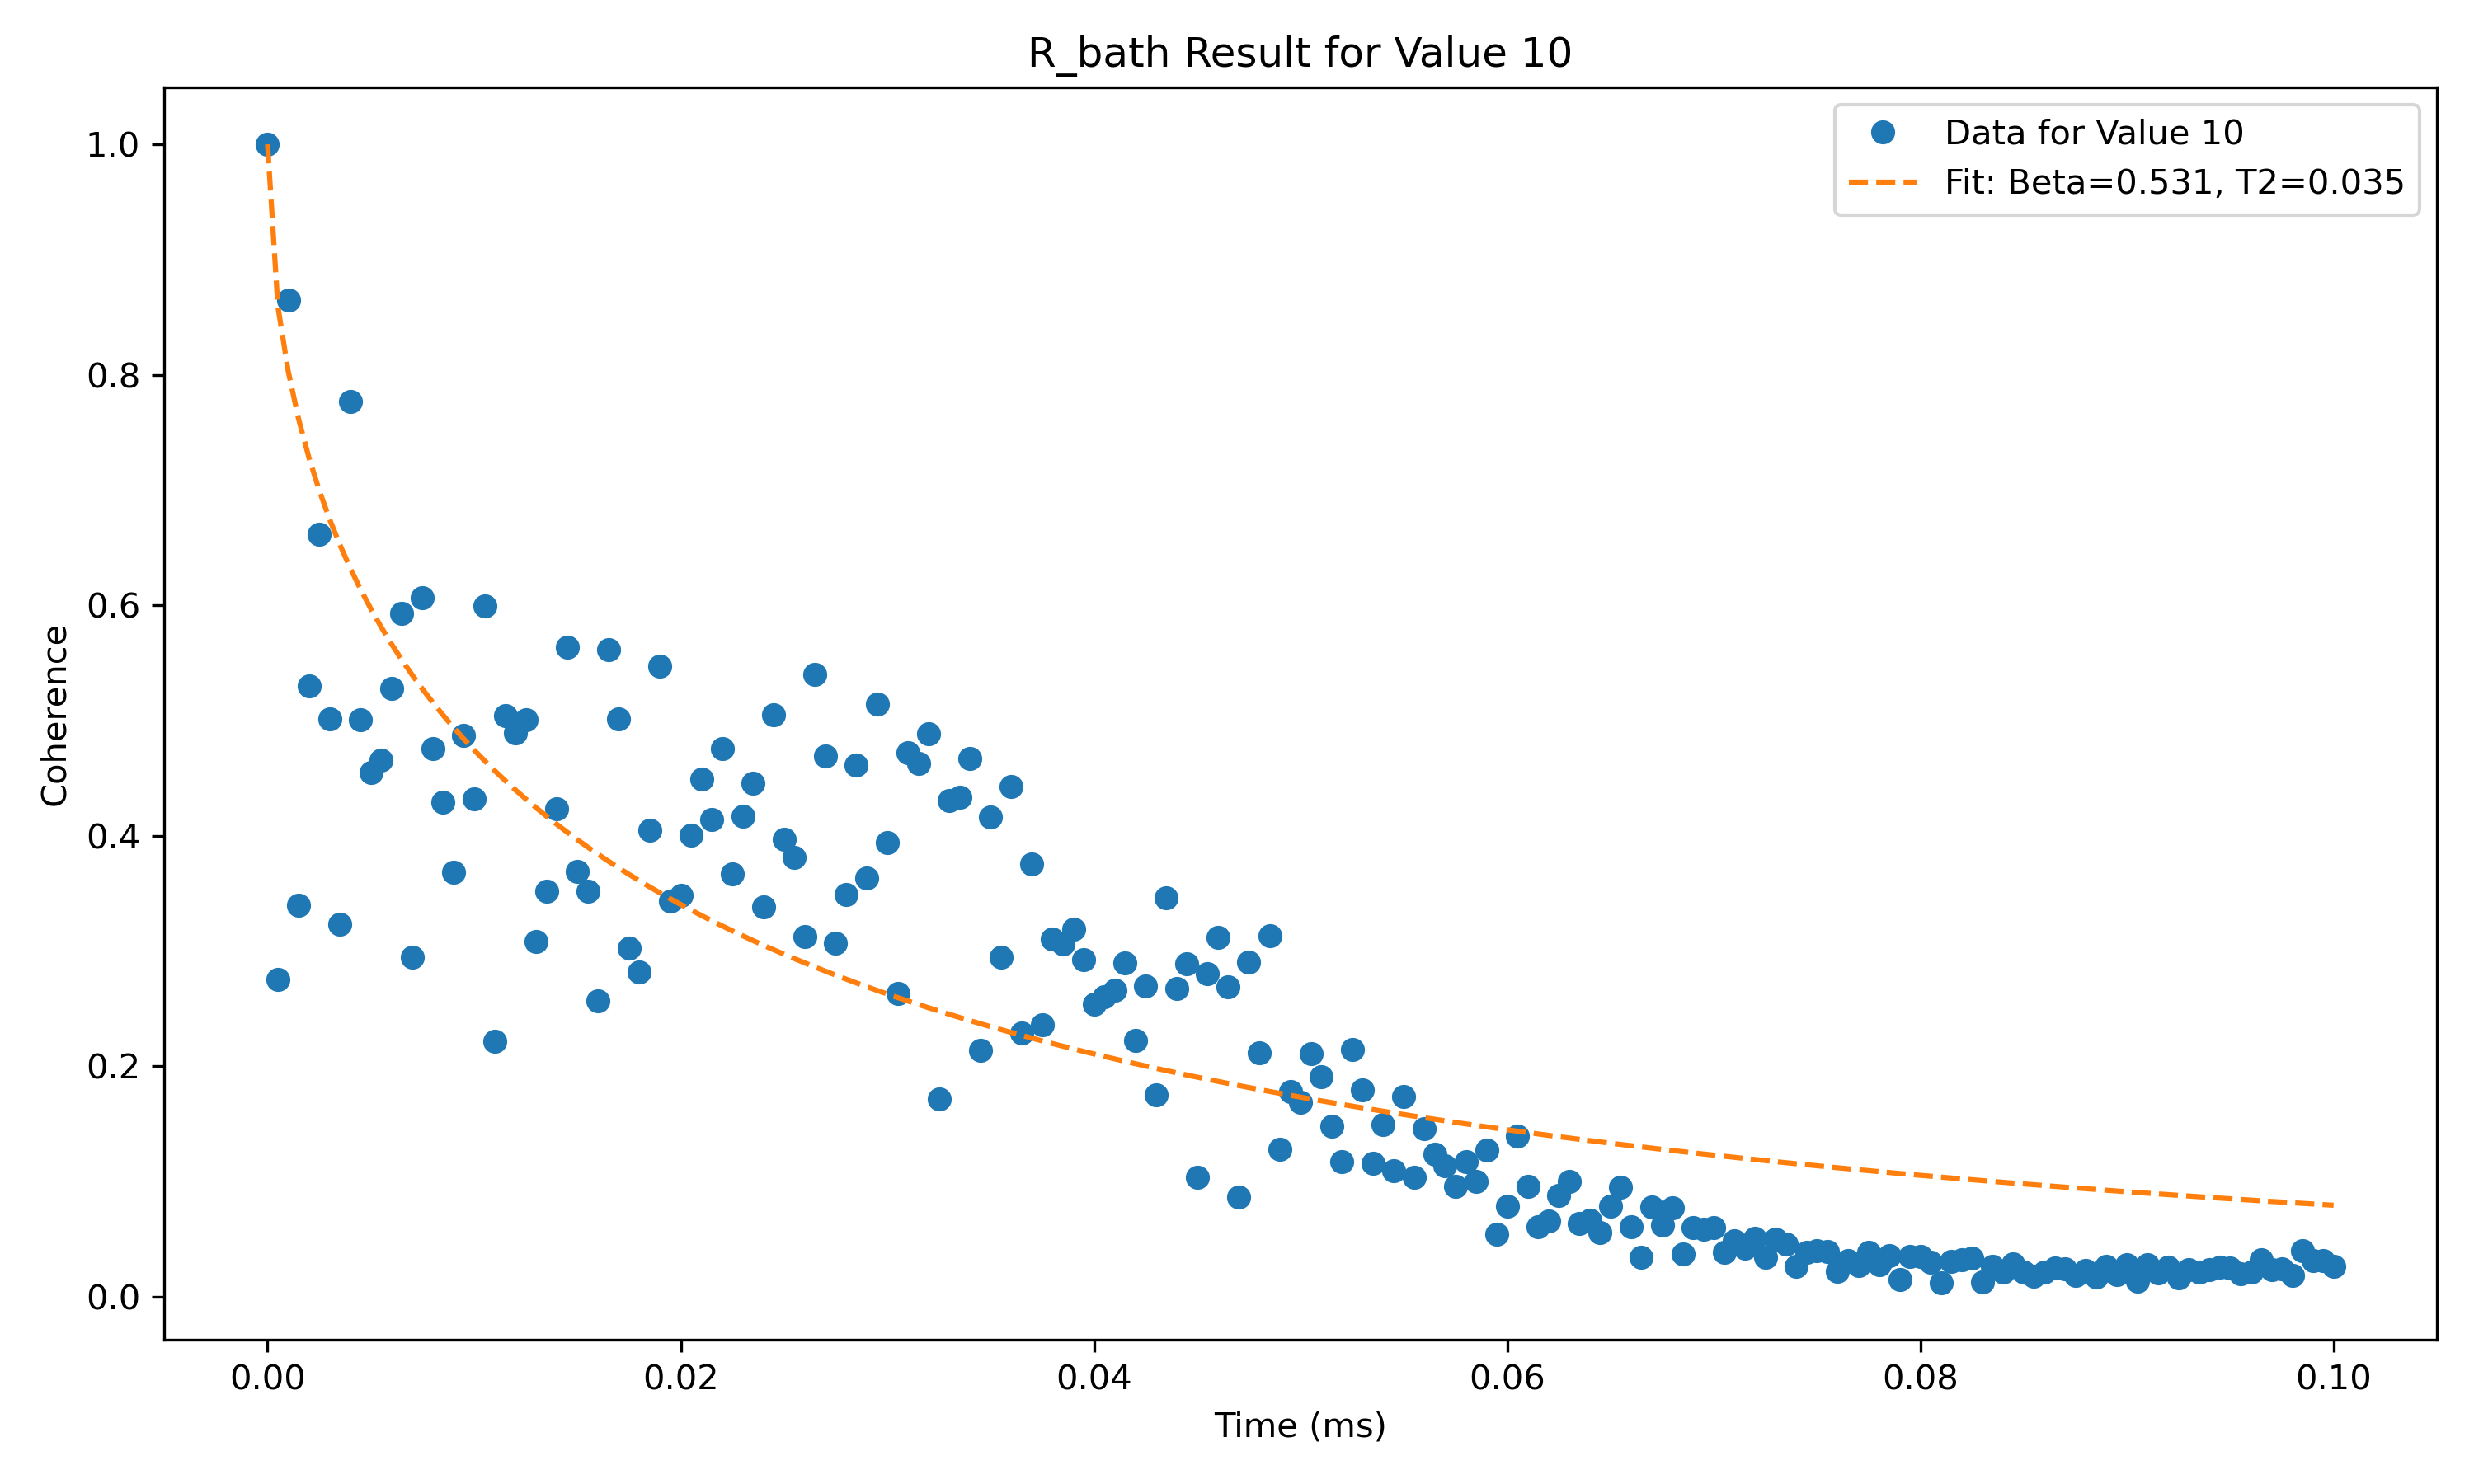 R_bath Result for Value 10
Data for Value 10
Fit: Beta=0.531, T2=0.035
Coherence
1.0
0.8
0.6
0.4
0.2
0.0
0.00 0.02 0.04 0.06 0.08 0.10
Time (ms)